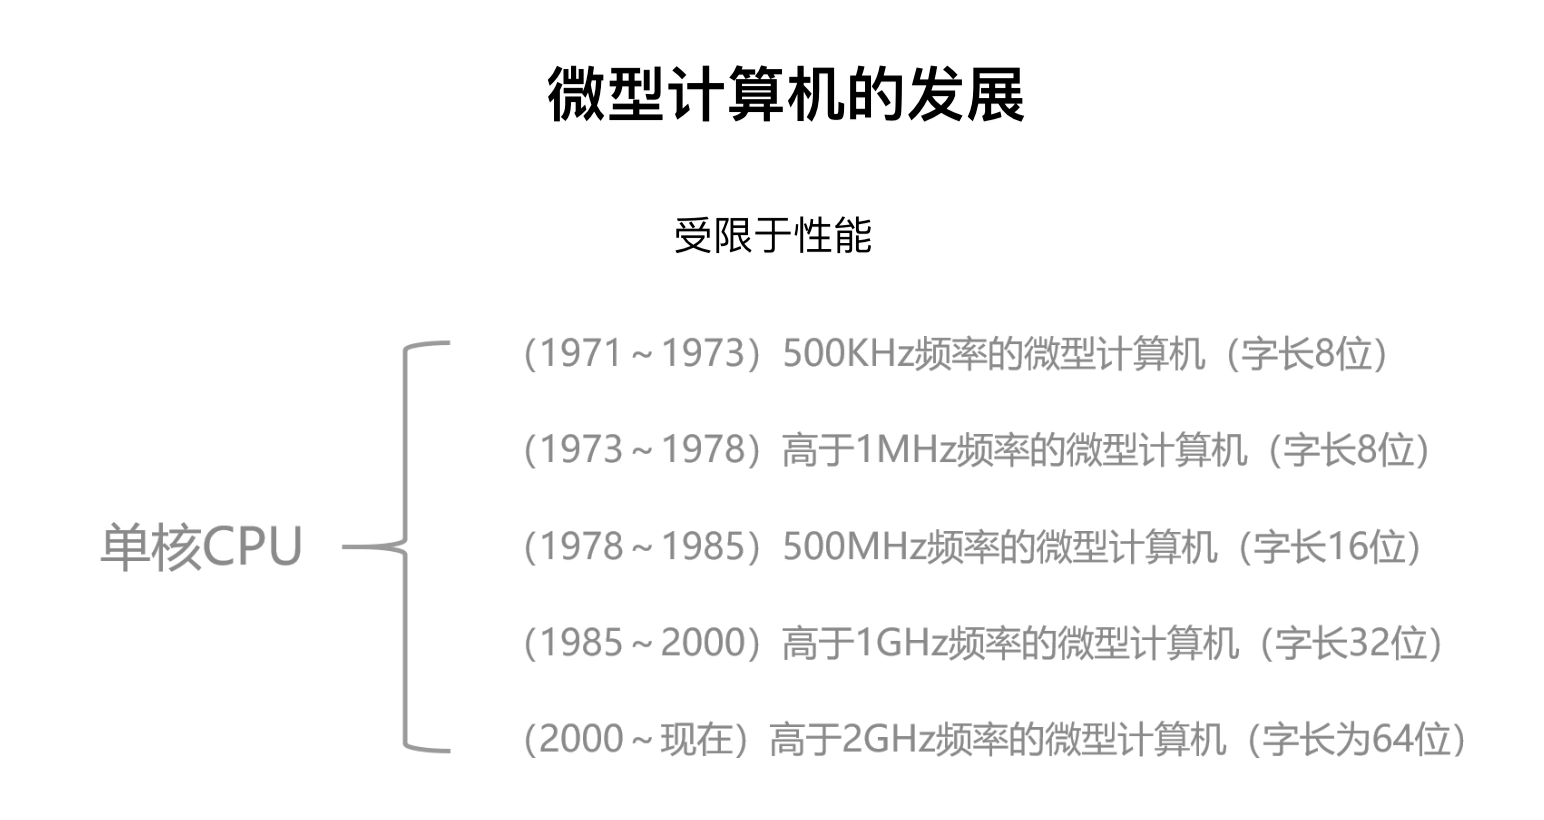 微型计算机的发展
受限于性能
单核CPU
（1971～1973）500KHz频率的微型计算机（字长8位）
（1973～1978）高于1MHz频率的微型计算机（字长8位）
（1978～1985）500MHz频率的微型计算机（字长16位）
（1985～2000）高于1GHz频率的微型计算机（字长32位）
（2000～现在）高于2GHz频率的微型计算机（字长为64位）